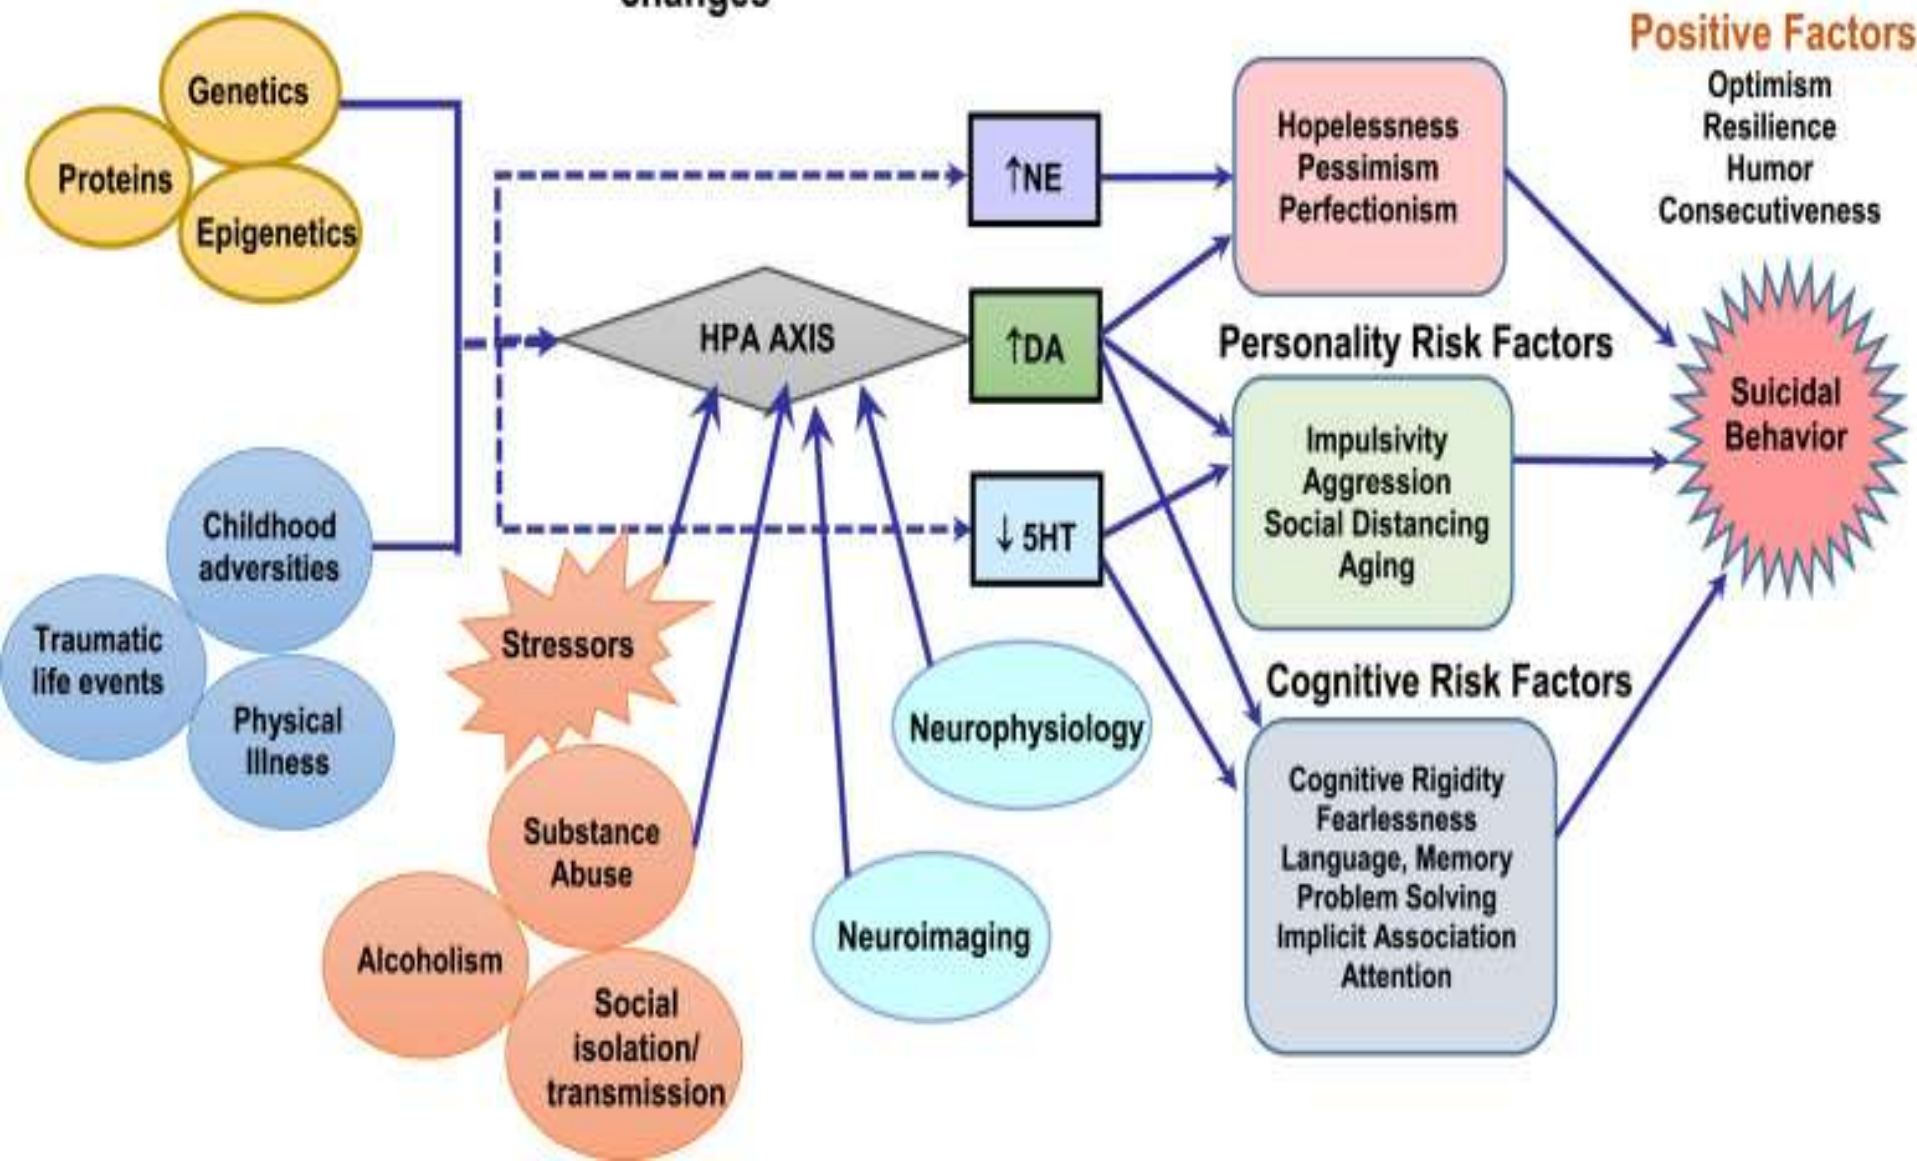 changes
Positive Factors
Optimism
Resilience
Humor
Consecutiveness
Genetics
Proteins
Epigenetics
↑NE
Hopelessness
Pessimism
Perfectionism
HPA AXIS
↑DA
Personality Risk Factors
Suicidal
Behavior
Impulsivity
Aggression
Social Distancing
Aging
↓ 5HT
Childhood
adversities
Traumatic
life events
Physical
Illness
Stressors
Cognitive Risk Factors
Neurophysiology
Cognitive Rigidity
Fearlessness
Language, Memory
Problem Solving
Implicit Association
Attention
Substance
Abuse
Neuroimaging
Alcoholism
Social
isolation/
transmission